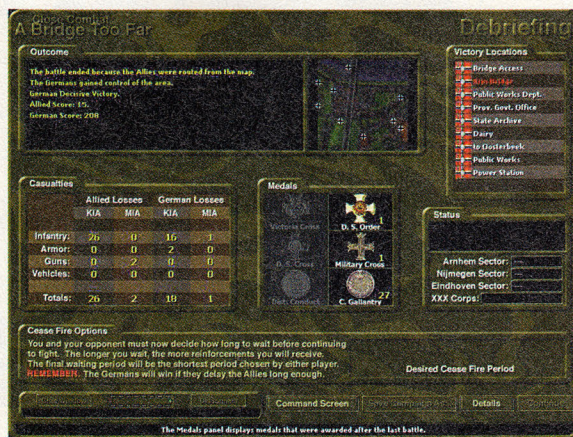 Close Combat
A Bridge Too Far
Debriefing
Outcome
The battle ended because the Allies were routed from the map.
The Germans gained control of the area.
German Decisive Victory.
Allied Score: 15.
German Score: 208
Victory Locations
Bridge Access
Public Works Dept.
Prov. Govt. Office
State Archive
Dairy
to Oosterbeek
Public Works
Power Station
Casualties
Allied Losses German Losses
KIA MIA KIA MIA
Infantry: 26 0 16 1
Armor: 0 0 2 0
Guns: 0 2 0 0
Vehicles: 0 0 0 0
Totals: 26 2 18 1
Medals
Victoria Cross
1
D. S. Order
D. S. Cross
1
Military Cross
Dist. Conduct
27
C. Gallantry
Status
Arnhem Sector:
Nijmegen Sector:
Eindhoven Sector:
XXX Corps:
Cease Fire Options
You and your opponent must now decide how long to wait before continuing
to fight. The longer you wait, the more reinforcements you will receive.
The final waiting period will be the shortest period chosen by either player.
REMEMBER: The Germans will win if they delay the Allies long enough.
Desired Cease Fire Period
Command Screen
Save Campaign As...
Details
Continue
The Medals panel displays medals that were awarded after the last battle.